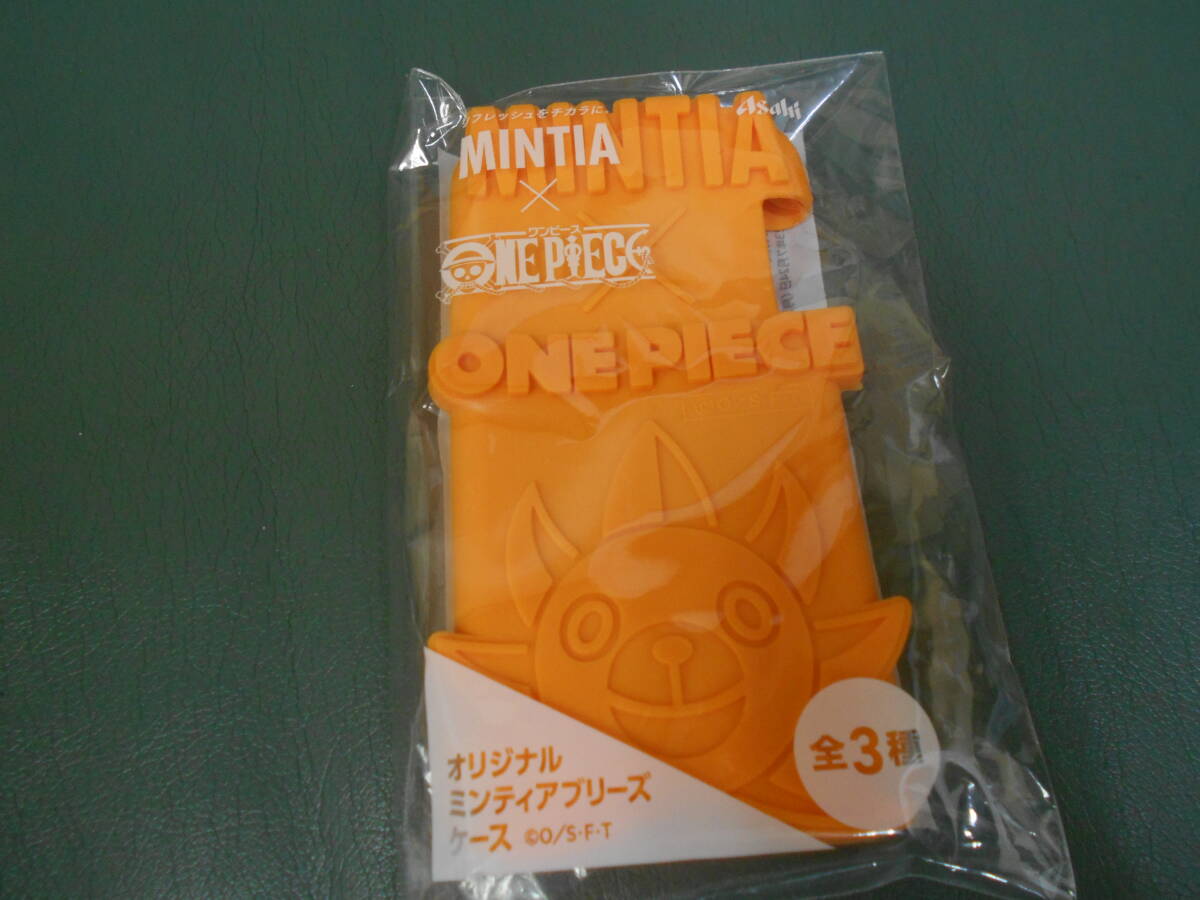 リフレッシュをチカラに。
Asahi
MINTIA
MINTIA
×
ワンピース
ONE PIECE
ONE PIECE
オリジナル
ミンティアブリーズ
ケース ©O/S・F・T
全3種